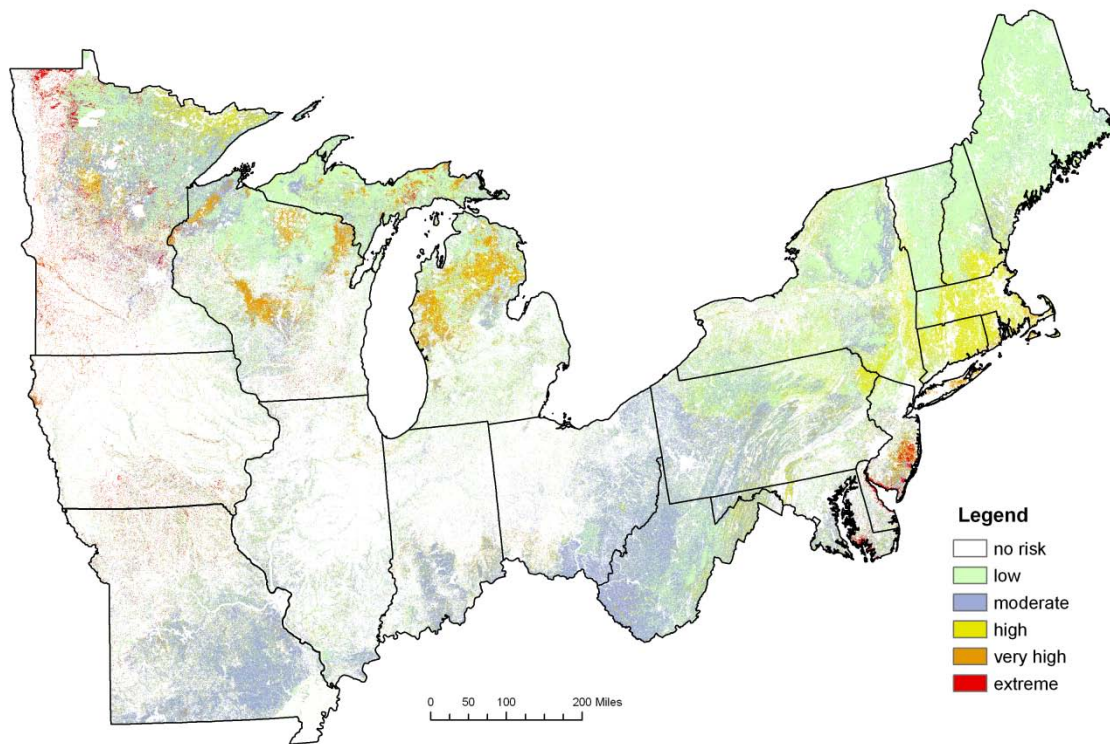 0 50 100 200 Miles
Legend
no risk
low
moderate
high
very high
extreme